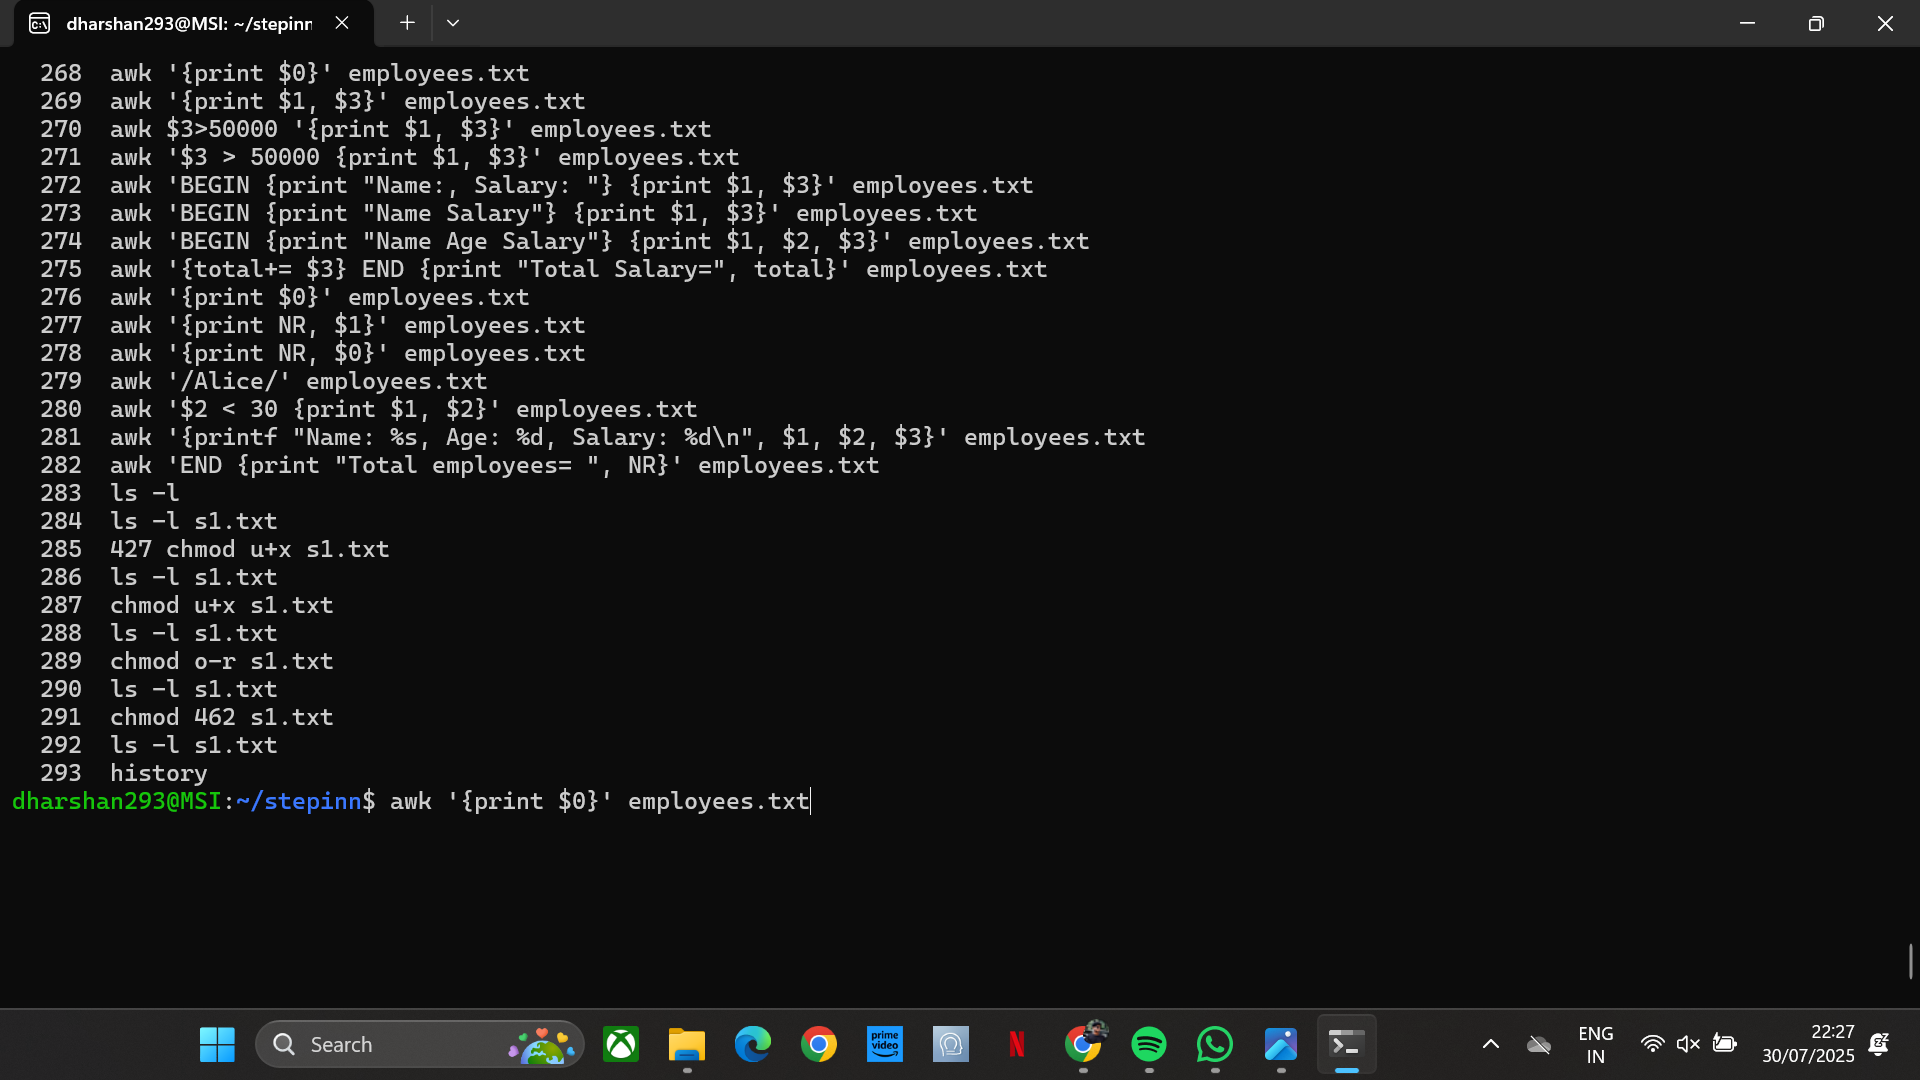 dharshan293@MSI: ~/stepinn
268 awk '{print $0}' employees.txt
269 awk '{print $1, $3}' employees.txt
270 awk $3>50000 '{print $1, $3}' employees.txt
271 awk '$3 > 50000 {print $1, $3}' employees.txt
272 awk 'BEGIN {print "Name:, Salary: "} {print $1, $3}' employees.txt
273 awk 'BEGIN {print "Name Salary"} {print $1, $3}' employees.txt
274 awk 'BEGIN {print "Name Age Salary"} {print $1, $2, $3}' employees.txt
275 awk '{total+= $3} END {print "Total Salary=", total}' employees.txt
276 awk '{print $0}' employees.txt
277 awk '{print NR, $1}' employees.txt
278 awk '{print NR, $0}' employees.txt
279 awk '/Alice/' employees.txt
280 awk '$2 < 30 {print $1, $2}' employees.txt
281 awk '{printf "Name: %s, Age: %d, Salary: %d\n", $1, $2, $3}' employees.txt
282 awk 'END {print "Total employees= ", NR}' employees.txt
283 ls -l
284 ls -l s1.txt
285 427 chmod u+x s1.txt
286 ls -l s1.txt
287 chmod u+x s1.txt
288 ls -l s1.txt
289 chmod o-r s1.txt
290 ls -l s1.txt
291 chmod 462 s1.txt
292 ls -l s1.txt
293 history
dharshan293@MSI:~/stepinn$ awk '{print $0}' employees.txt
Search
prime video
N
ENG
IN
22:27
30/07/2025